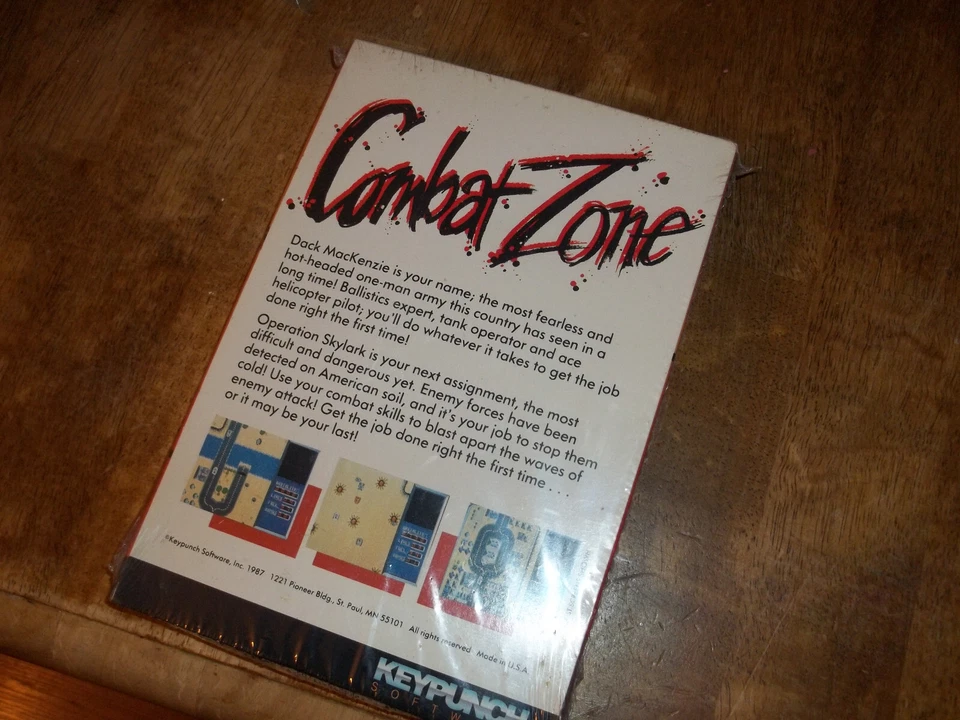 Combat Zone
Dack MacKenzie is your name; the most fearless and
hot-headed one-man army this country has seen in a
long time! Ballistics expert, tank operator and ace
helicopter pilot; you'll do whatever it takes to get the job
done right the first time!
Operation Skylark is your next assignment, the most
difficult and dangerous yet. Enemy forces have been
detected on American soil, and it's your job to stop them
cold! Use your combat skills to blast apart the waves of
enemy attack! Get the job done right the first time. . . .
or it may be your last!
©Keypunch Software, Inc. 1987 1221 Pioneer Bldg., St. Paul, MN 55101 All rights reserved Made in U.S.A
KEYPUNCH